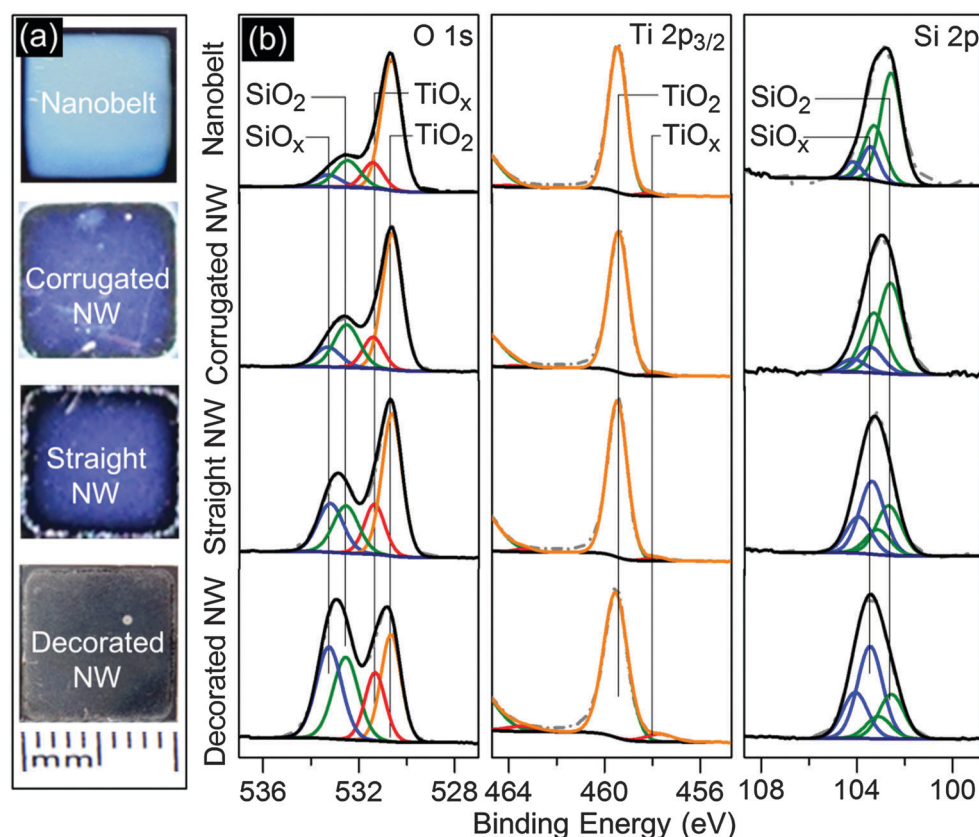 (a)
Nanobelt
Corrugated
NW
Straight
NW
Decorated
NW
(b)
O 1s
Ti 2p3/2
Si 2p
Nanobelt
Corrugated NW
Straight NW
Decorated NW
SiO2
SiOx
TiOx
TiO2
TiO2
TiOx
SiO2
SiOx
536
532
528
464
460
456
108
104
100
Binding Energy (eV)